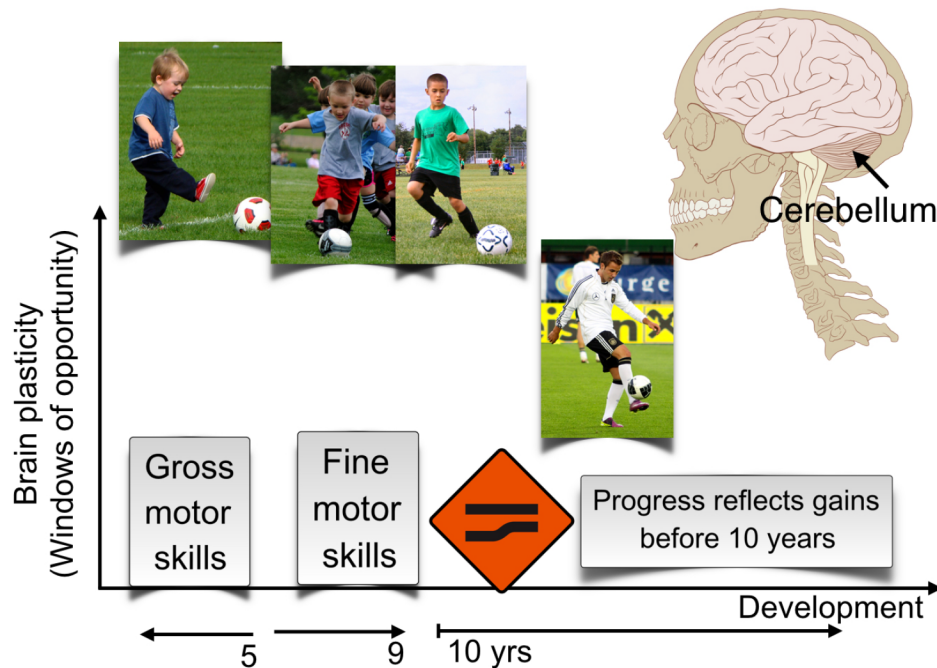 Cerebellum
Brain plasticity
(Windows of opportunity)
Gross
motor
skills
Fine
motor
skills
Progress reflects gains
before 10 years
Development
5
9
10 yrs